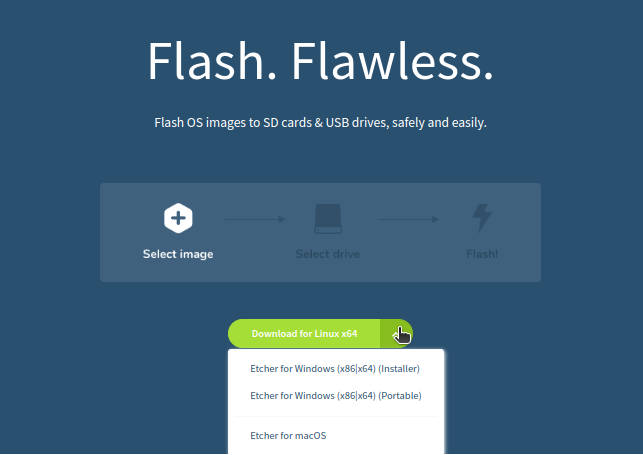 Flash. Flawless.
Flash OS images to SD cards & USB drives, safely and easily.
Select image
Select drive
Flash!
Download for Linux x64
Etcher for Windows (x86|x64) (Installer)
Etcher for Windows (x86|x64) (Portable)
Etcher for macOS